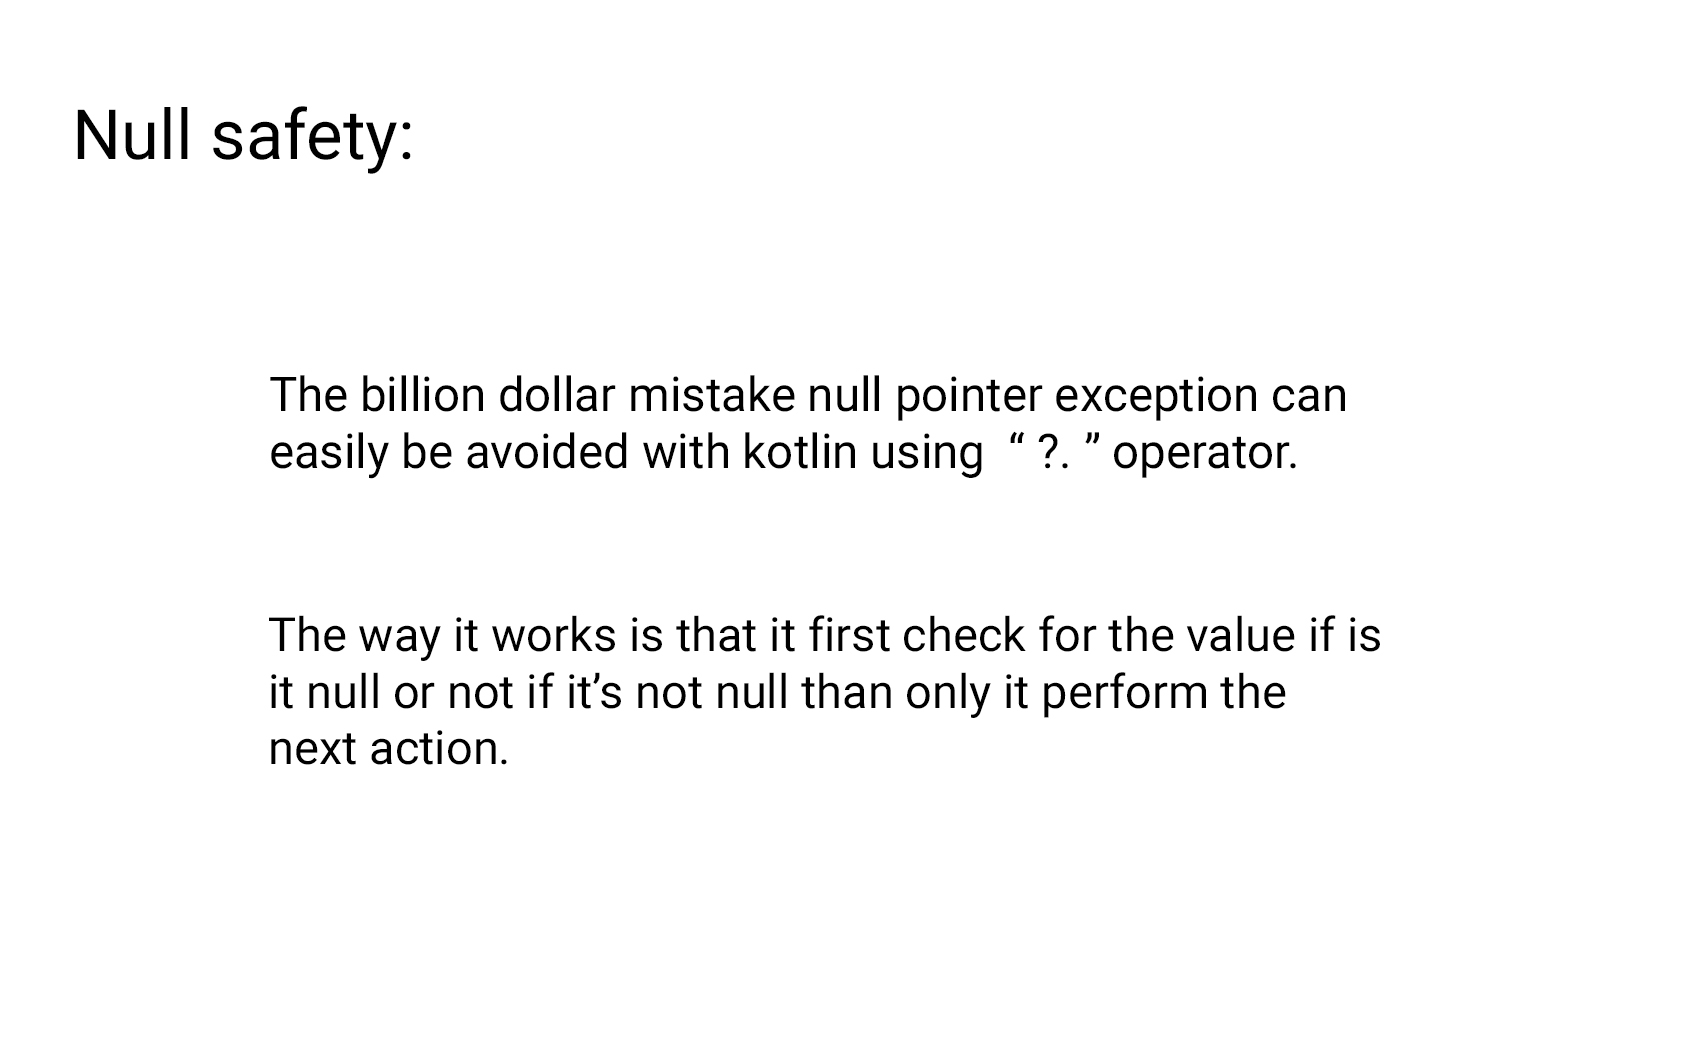 Null safety:
The billion dollar mistake null pointer exception can
easily be avoided with kotlin using “ ?. ” operator.
The way it works is that it first check for the value if is
it null or not if it’s not null than only it perform the
next action.